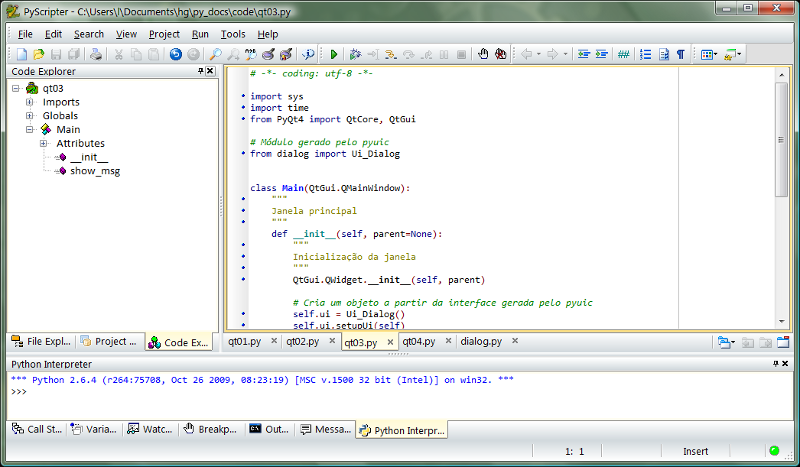 PyScripter - C:\Users\l\Documents\hg\py_docs\code\qt03.py
File Edit Search View Project Run Tools Help
Code Explorer
qt03
Imports
Globals
Main
Attributes
__init__
show_msg
File Expl... Project ... Code Ex...
# -*- coding: utf-8 -*-
import sys
import time
from PyQt4 import QtCore, QtGui
# Módulo gerado pelo pyuic
from dialog import Ui_Dialog
class Main(QtGui.QMainWindow):
"""
Janela principal
"""
def __init__(self, parent=None):
"""
Inicialização da janela
"""
QtGui.QWidget.__init__(self, parent)
# Cria um objeto a partir da interface gerada pelo pyuic
self.ui = Ui_Dialog()
self.ui.setupUi(self)
qt01.py qt02.py qt03.py qt04.py dialog.py
Python Interpreter
*** Python 2.6.4 (r264:75708, Oct 26 2009, 08:23:19) [MSC v.1500 32 bit (Intel)] on win32. ***
>>>
Call St... Varia... Watc... Breakp... Out... Messa... Python Interpr...
1: 1 Insert